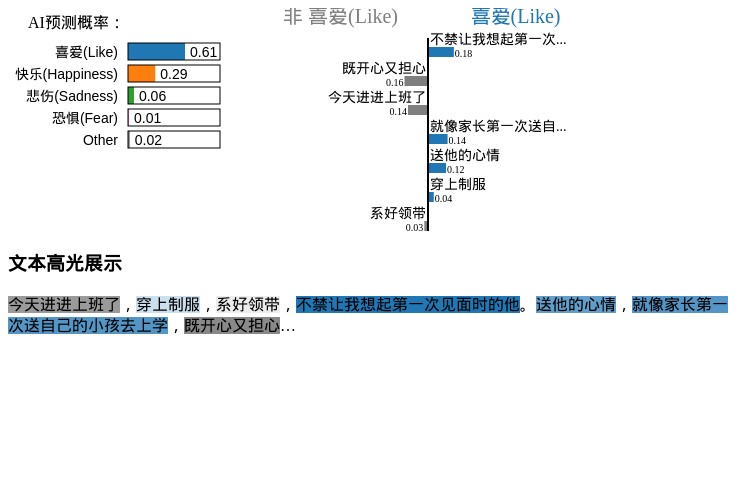 AI预测概率：
喜爱(Like) 0.61
快乐(Happiness) 0.29
悲伤(Sadness) 0.06
恐惧(Fear) 0.01
Other 0.02
非 喜爱(Like) 喜爱(Like)
不禁让我想起第一次...
0.18
既开心又担心
0.16
今天进进上班了
0.14
就像家长第一次送自...
0.14
送他的心情
0.12
穿上制服
0.04
系好领带
0.03
文本高光展示
今天进进上班了，穿上制服，系好领带，不禁让我想起第一次见面时的他。送他的心情，就像家长第一
次送自己的小孩去上学，既开心又担心…